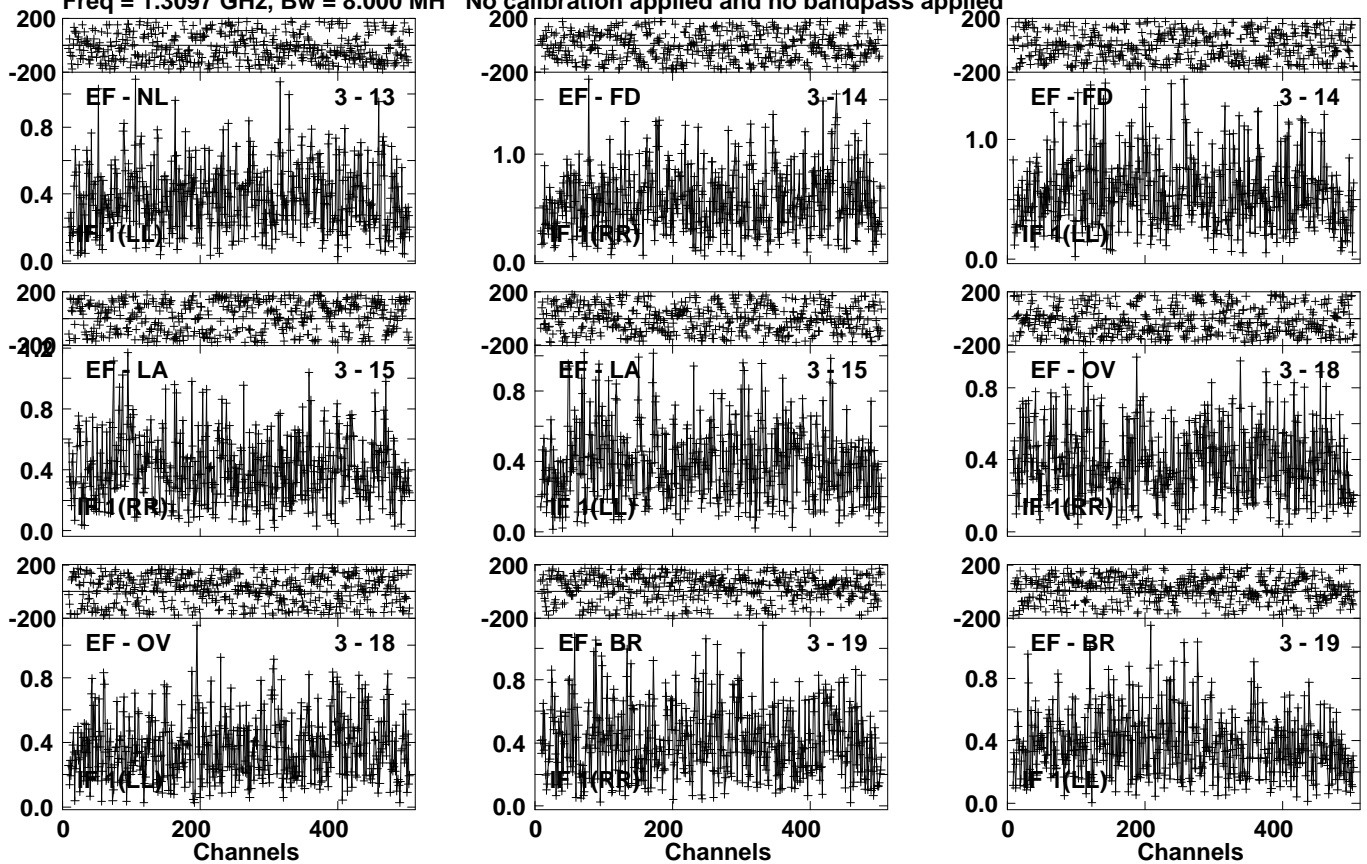 Freq = 1.3097 GHz, Bw = 8.000 MH No calibration applied and no bandpass applied
200 200 200
-200 -200 -200
EF - NL 3 - 13 EF - FD 3 - 14 EF - FD 3 - 14
0.8 1.0 1.0
0.4
IF 1(LL) IF 1(RR) IF 1(LL)
0.0 0.0 0.0
200 200 200
-200 -200 -200
1.2
EF - LA 3 - 15 EF - LA 3 - 15 EF - OV 3 - 18
0.8 0.8 0.8
0.4 0.4 0.4
IF 1(RR) IF 1(LL) IF 1(RR)
0.0 0.0 0.0
200 200 200
-200 -200 -200
EF - OV 3 - 18 EF - BR 3 - 19 EF - BR 3 - 19
0.8 0.8 0.8
0.4 0.4 0.4
IF 1(LL) IF 1(RR) IF 1(LL)
0.0 0.0 0.0
0 200 400 0 200 400 0 200 400
Channels Channels Channels